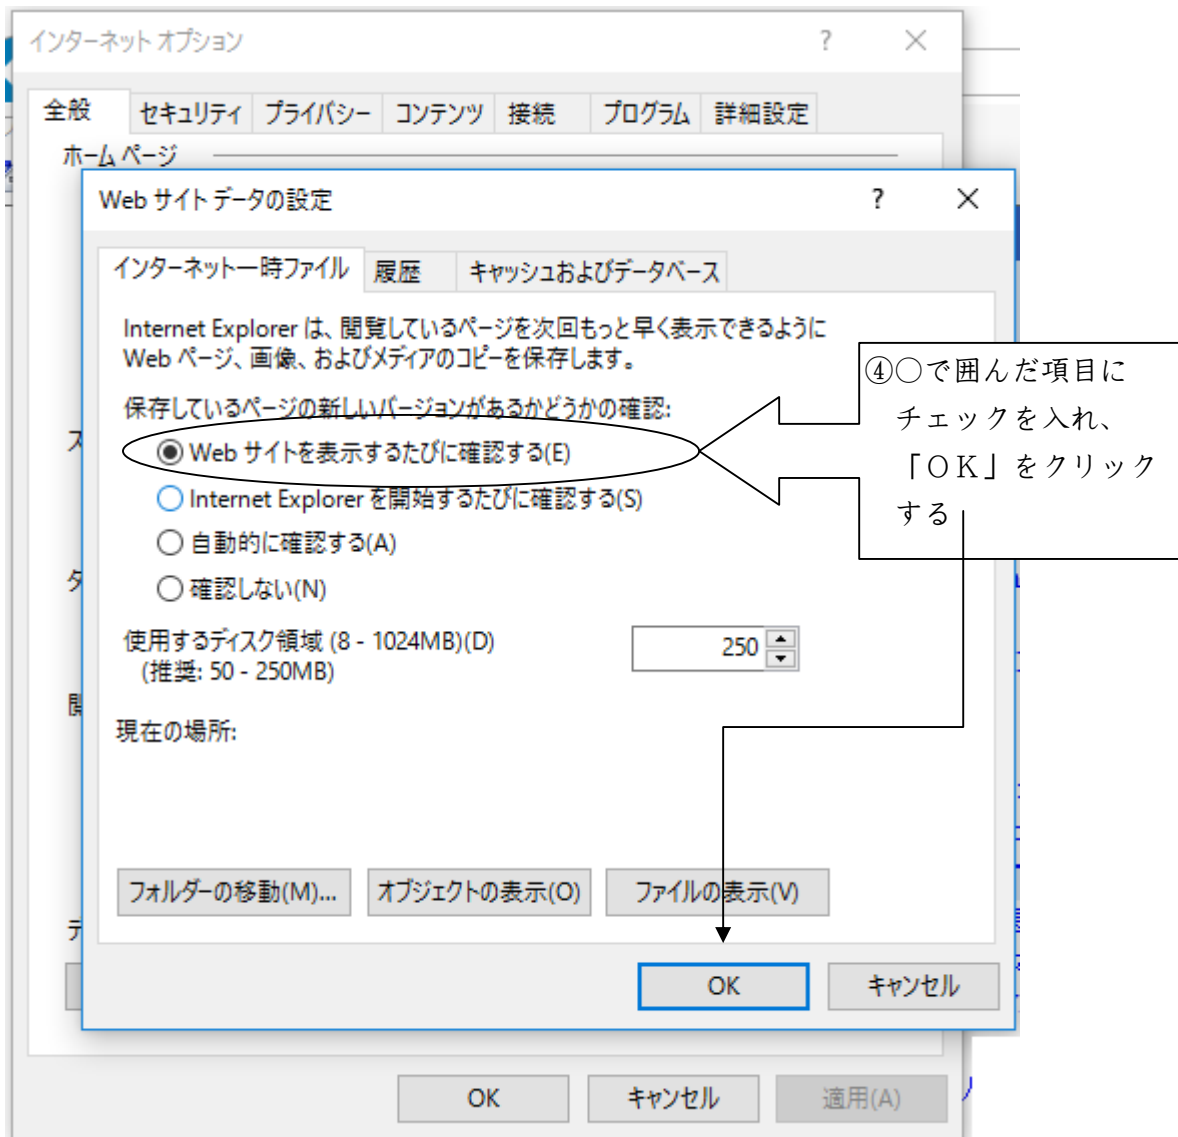 インターネット オプション
全般 セキュリティ プライバシー コンテンツ 接続 プログラム 詳細設定
ホーム ページ
Web サイト データの設定
インターネット一時ファイル 履歴 キャッシュおよびデータベース
Internet Explorer は、閲覧しているページを次回もっと早く表示できるように
Web ページ、画像、およびメディアのコピーを保存します。
保存しているページの新しいバージョンがあるかどうかの確認:
Web サイトを表示するたびに確認する(E)
Internet Explorer を開始するたびに確認する(S)
自動的に確認する(A)
確認しない(N)
④○で囲んだ項目に
チェックを入れ、
「ＯＫ」をクリック
する
使用するディスク領域 (8 - 1024MB)(D)
250
(推奨: 50 - 250MB)
現在の場所:
フォルダーの移動(M)... オブジェクトの表示(O) ファイルの表示(V)
OK キャンセル
OK キャンセル 適用(A)